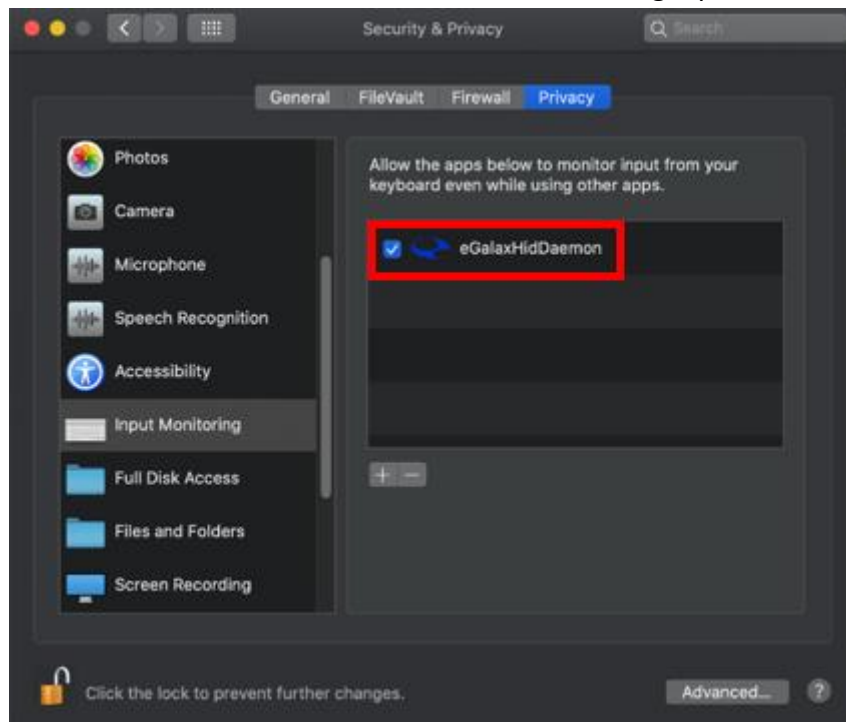 Security & Privacy
Search
General
FileVault
Firewall
Privacy
Photos
Camera
Microphone
Speech Recognition
Accessibility
Input Monitoring
Full Disk Access
Files and Folders
Screen Recording
Allow the apps below to monitor input from your
keyboard even while using other apps.
eGalaxHidDaemon
+ −
Click the lock to prevent further changes.
Advanced...
?